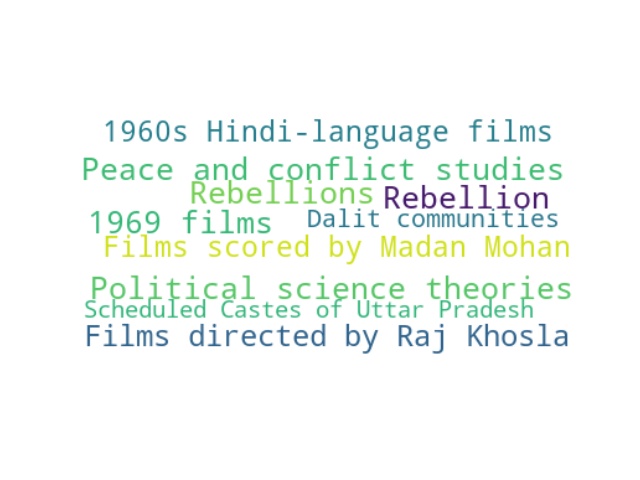 1960s Hindi-language films
Peace and conflict studies
Rebellions
Rebellion
1969 films
Dalit communities
Films scored by Madan Mohan
Political science theories
Scheduled Castes of Uttar Pradesh
Films directed by Raj Khosla